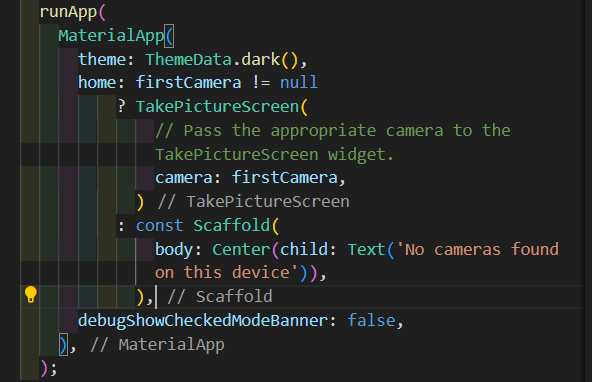 runApp(
MaterialApp(
theme: ThemeData.dark(),
home: firstCamera != null
? TakePictureScreen(
// Pass the appropriate camera to the
TakePictureScreen widget.
camera: firstCamera,
) // TakePictureScreen
: const Scaffold(
body: Center(child: Text('No cameras found
on this device')),
), // Scaffold
debugShowCheckedModeBanner: false,
), // MaterialApp
);